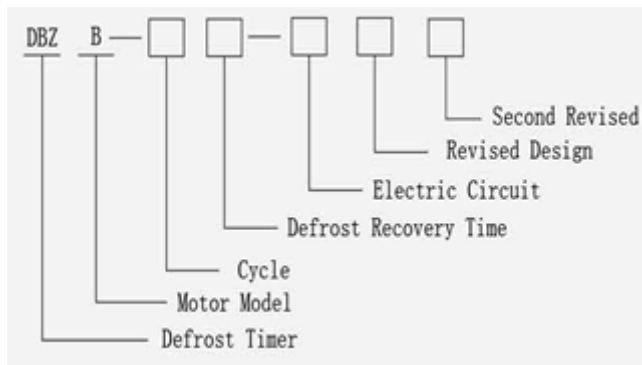 DBZ B-□ □-□ □ □
Second Revised
Revised Design
Electric Circuit
Defrost Recovery Time
Cycle
Motor Model
Defrost Timer